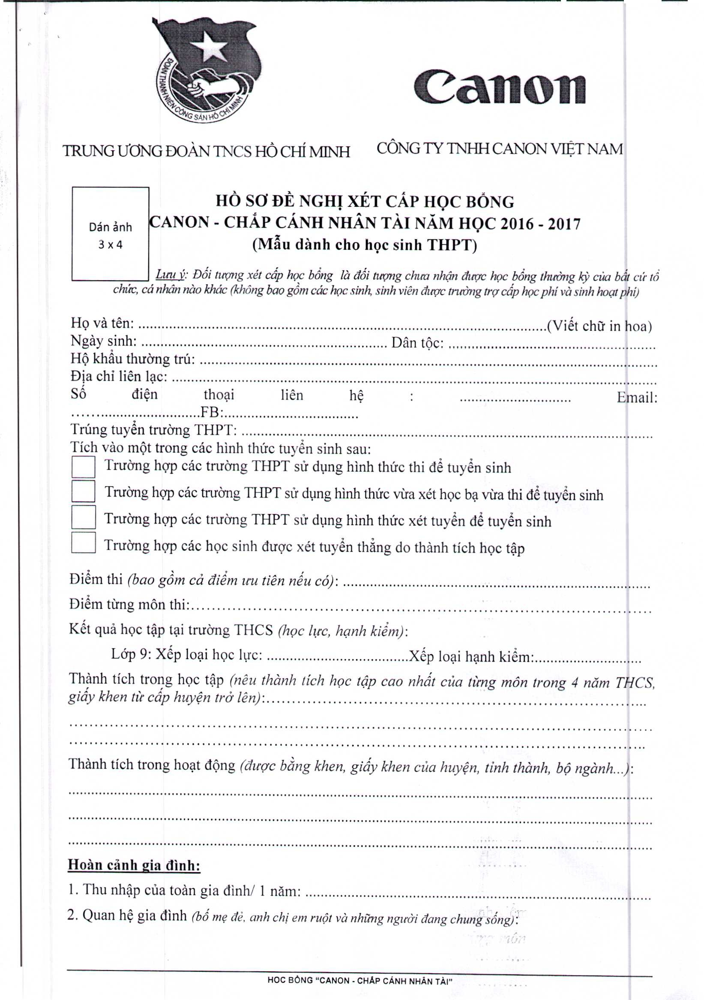 ĐOÀN THANH NIÊN CỘNG SẢN HỒ CHÍ MINH
Canon
TRUNG ƯƠNG ĐOÀN TNCS HỒ CHÍ MINH
CÔNG TY TNHH CANON VIỆT NAM
Dán ảnh
3 x 4
HỒ SƠ ĐỀ NGHỊ XÉT CẤP HỌC BỔNG
CANON - CHẮP CÁNH NHÂN TÀI NĂM HỌC 2016 - 2017
(Mẫu dành cho học sinh THPT)
Lưu ý: Đối tượng xét cấp học bổng là đối tượng chưa nhận được học bổng thường kỳ của bất cứ tổ
chức, cá nhân nào khác (không bao gồm các học sinh, sinh viên được trường trợ cấp học phí và sinh hoạt phí)
Họ và tên: ..........(Viết chữ in hoa)
Ngày sinh: .......... Dân tộc: ..........
Hộ khẩu thường trú: ..........
Địa chỉ liên lạc: ..........
Số điện thoại liên hệ : .......... Email:
..........FB:..........
Trúng tuyển trường THPT: ..........
Tích vào một trong các hình thức tuyển sinh sau:
Trường hợp các trường THPT sử dụng hình thức thi để tuyển sinh
Trường hợp các trường THPT sử dụng hình thức vừa xét học bạ vừa thi để tuyển sinh
Trường hợp các trường THPT sử dụng hình thức xét tuyển để tuyển sinh
Trường hợp các học sinh được xét tuyển thẳng do thành tích học tập
Điểm thi (bao gồm cả điểm ưu tiên nếu có): ..........
Điểm từng môn thi:..........
Kết quả học tập tại trường THCS (học lực, hạnh kiểm):
Lớp 9: Xếp loại học lực: ..........Xếp loại hạnh kiểm:..........
Thành tích trong học tập (nêu thành tích học tập cao nhất của từng môn trong 4 năm THCS,
giấy khen từ cấp huyện trở lên):..........
..........
..........
Thành tích trong hoạt động (được bằng khen, giấy khen của huyện, tỉnh thành, bộ ngành...):
..........
..........
..........
Hoàn cảnh gia đình:
1. Thu nhập của toàn gia đình/ 1 năm: ..........
2. Quan hệ gia đình (bố mẹ đẻ, anh chị em ruột và những người đang chung sống):
HOC BỔNG “CANON - CHẮP CÁNH NHÂN TÀI”